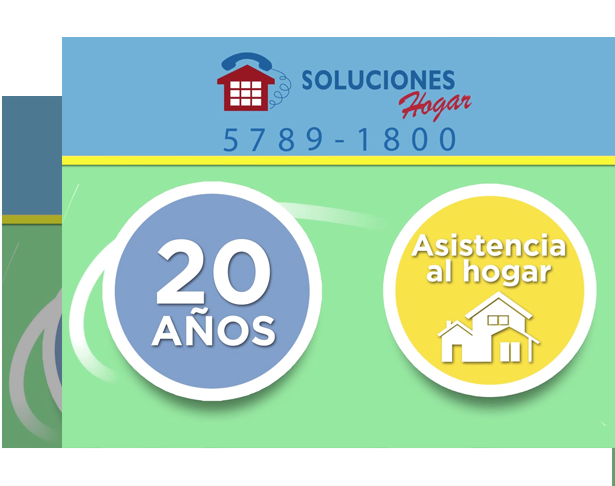 SOLUCIONES
Hogar
5789-1800
20
AÑOS
Asistencia
al hogar